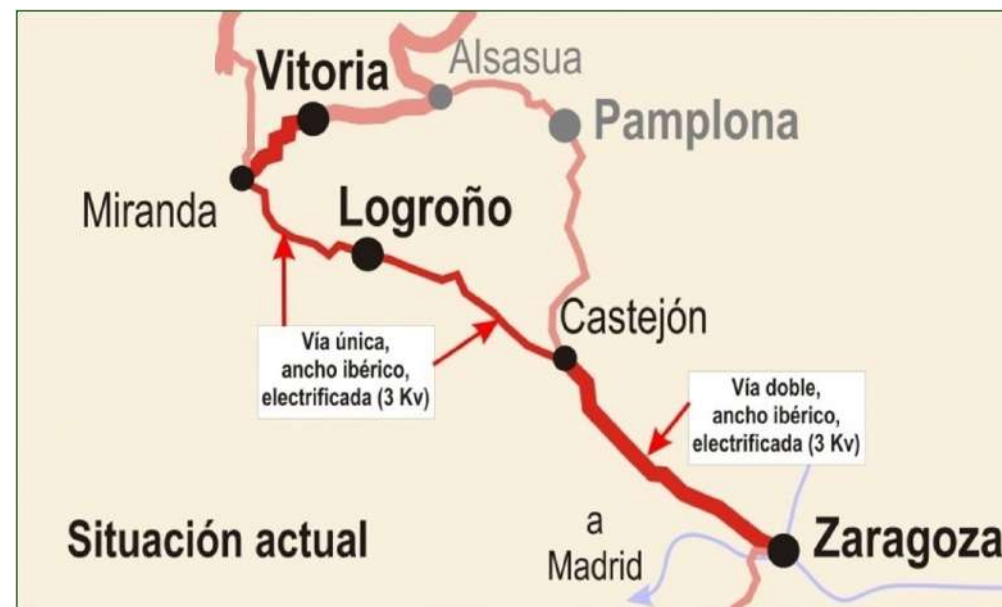 Vitoria
Alsasua
Pamplona
Miranda
Logroño
Castejón
Vía única,
ancho ibérico,
electrificada (3 Kv)
Vía doble,
ancho ibérico,
electrificada (3 Kv)
Situación actual
a
Madrid
Zaragoza